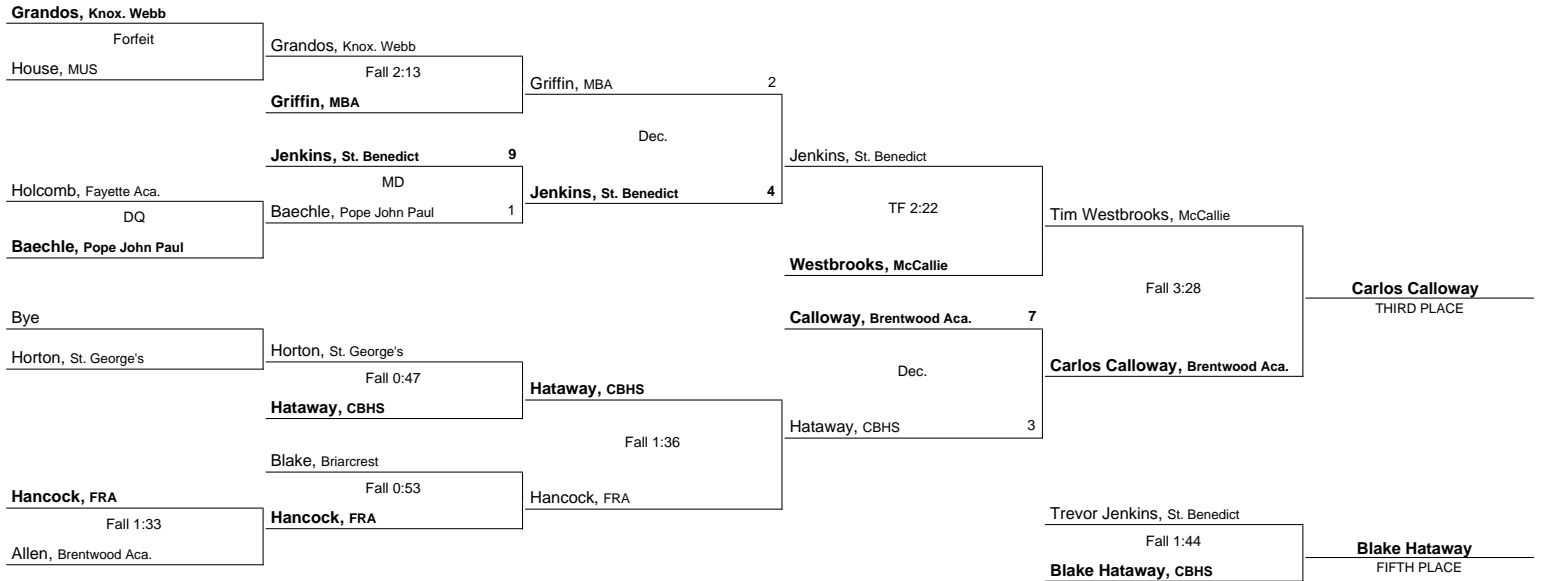 Grandos, Knox. Webb
Forfeit
House, MUS
Grandos, Knox. Webb
Fall 2:13
Griffin, MBA
Griffin, MBA 2
Dec.
Jenkins, St. Benedict 4
Jenkins, St. Benedict 9
MD
Baechle, Pope John Paul 1
Holcomb, Fayette Aca.
DQ
Baechle, Pope John Paul
Jenkins, St. Benedict
TF 2:22
Westbrooks, McCallie
Tim Westbrooks, McCallie
Fall 3:28
Carlos Calloway, Brentwood Aca.
Carlos Calloway
THIRD PLACE
Bye
Horton, St. George's
Horton, St. George's
Fall 0:47
Hataway, CBHS
Hataway, CBHS
Fall 1:36
Hancock, FRA
Calloway, Brentwood Aca. 7
Dec.
Hataway, CBHS 3
Blake, Briarcrest
Fall 0:53
Hancock, FRA
Hancock, FRA
Fall 1:33
Allen, Brentwood Aca.
Trevor Jenkins, St. Benedict
Fall 1:44
Blake Hataway, CBHS
Blake Hataway
FIFTH PLACE